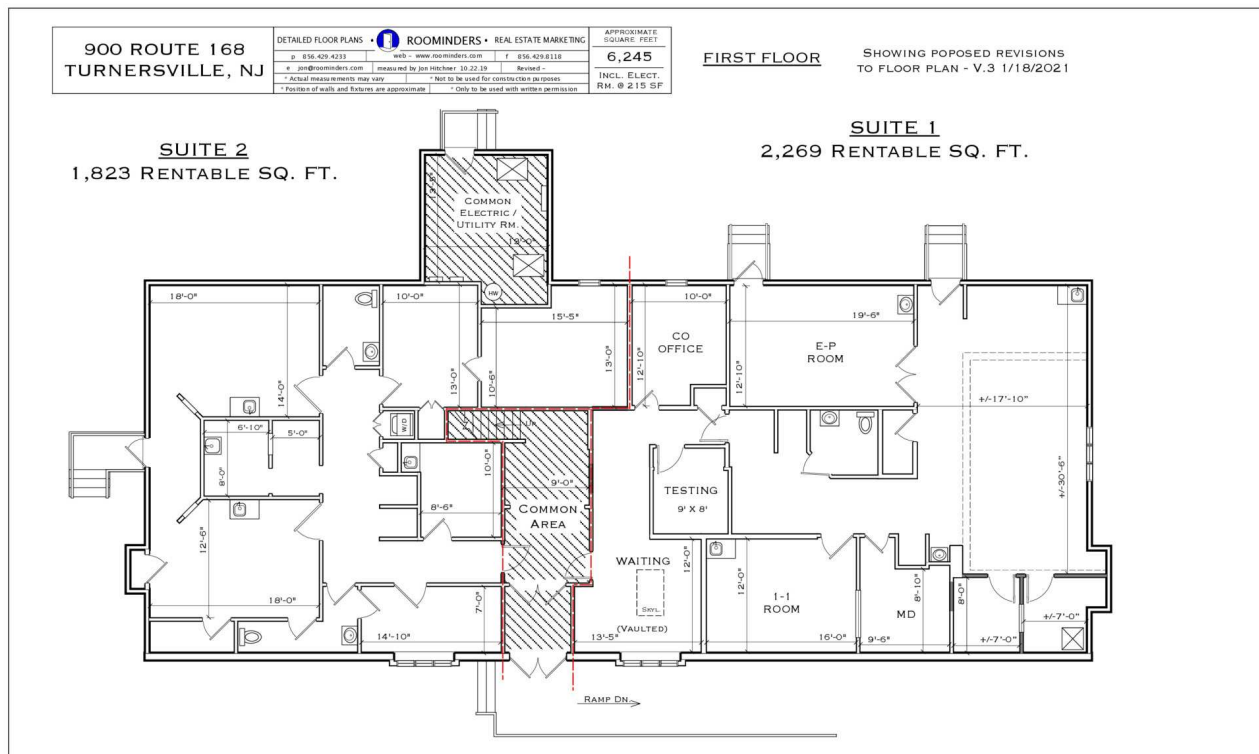 900 ROUTE 168
TURNERSVILLE, NJ
DETAILED FLOOR PLANS • ROOMINDERS • REAL ESTATE MARKETING
p 856.429.4233 web - www.roominders.com f 856.429.8118
e jon@roominders.com measured by Jon Hitchner 10.22.19 Revised -
* Actual measurements may vary * Not to be used for construction purposes
* Position of walls and fixtures are approximate * Only to be used with written permission
APPROXIMATE
SQUARE FEET
6,245
INCL. ELECT.
RM. @ 215 SF
FIRST FLOOR
SHOWING POPOSED REVISIONS
TO FLOOR PLAN - V.3 1/18/2021
SUITE 2
1,823 RENTABLE SQ. FT.
SUITE 1
2,269 RENTABLE SQ. FT.
13'-5"
COMMON
ELECTRIC /
UTILITY RM.
12'-0"
HW
18'-0"
14'-0"
10'-0"
13'-0"
15'-5"
10'-6"
13'-0"
10'-0"
12'-10"
CO
OFFICE
19'-6"
12'-10"
E-P
ROOM
+/-17'-10"
+/-30'-6"
6'-10"
5'-0"
8'-0"
W/D
UP
10'-0"
8'-6"
9'-0"
COMMON
AREA
TESTING
9' X 8'
12'-6"
18'-0"
14'-10"
7'-0"
WAITING
12'-0"
SKYL.
(VAULTED)
13'-5"
12'-0"
1-1
ROOM
16'-0"
8'-10"
MD
9'-6"
8'-0"
+/-7'-0"
+/-7'-0"
RAMP DN.